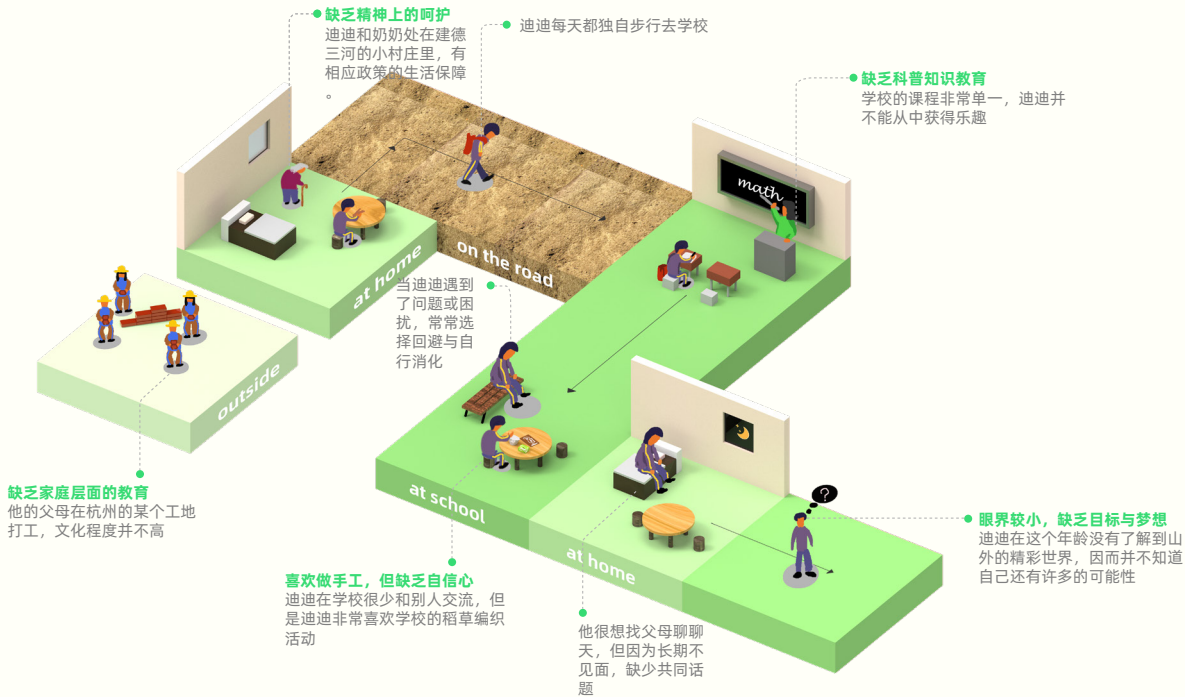 缺乏精神上的呵护
迪迪和奶奶处在建德
三河的小村庄里，有
相应政策的生活保障
。
迪迪每天都独自步行去学校
缺乏科普知识教育
学校的课程非常单一，迪迪并
不能从中获得乐趣
math
on the road
at home
当迪迪遇到
了问题或困
扰，常常选
择回避与自
行消化
outside
缺乏家庭层面的教育
他的父母在杭州的某个工地
打工，文化程度并不高
at school
at home
?
眼界较小，缺乏目标与梦想
迪迪在这个年龄没有了解到山
外的精彩世界，因而并不知道
自己还有许多的可能性
喜欢做手工，但缺乏自信心
迪迪在学校很少和别人交流，但
是迪迪非常喜欢学校的稻草编织
活动
他很想找父母聊聊
天，但因为长期不
见面，缺少共同话
题